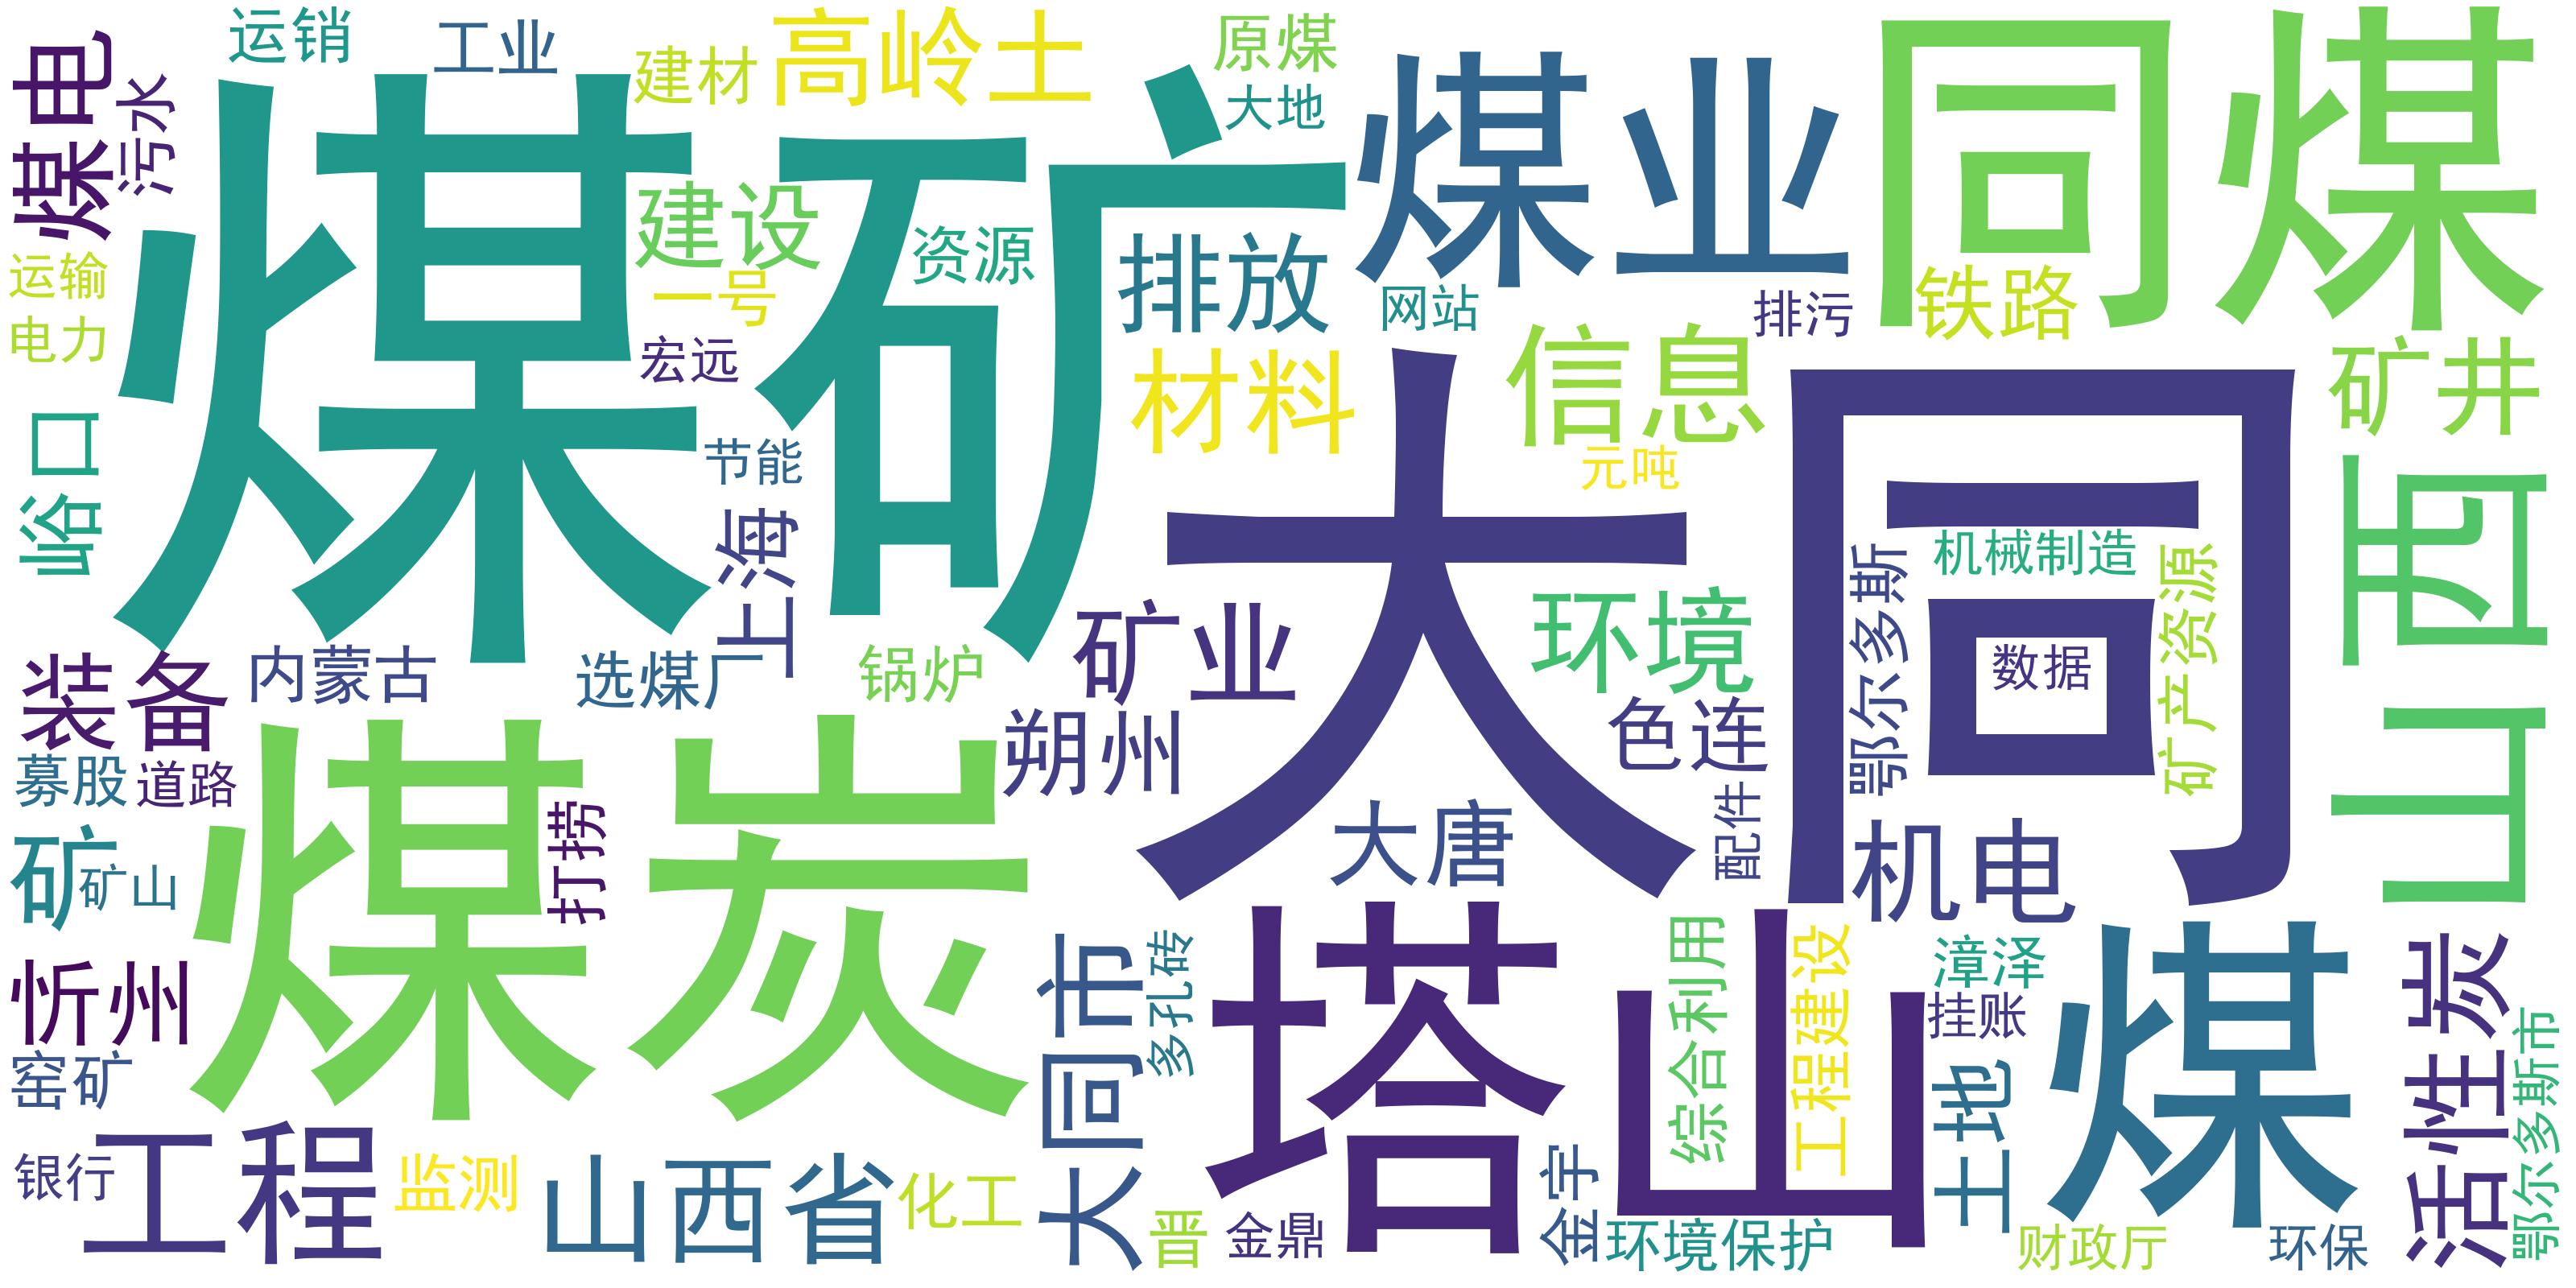 运销
工业
建材
高岭土
原煤
大地
煤业
同煤
煤电
污水
煤矿
建设
资源
排放
一号
网站
排污
铁路
运输
电力
宏远
材料
信息
矿井
峪口
节能
元吨
大同
上海
机械制造
鄂尔多斯
矿产资源
数据
山西
装备
内蒙古
选煤厂
锅炉
矿业
环境
朔州
色连
募股
道路
煤炭
打捞
大唐
配件
机电
矿
矿山
忻州
窑矿
大同市
多孔砖
塔山
综合利用
工程建设
漳泽
挂账
土地
煤
活性炭
鄂尔多斯市
银行
工程
监测
山西省
化工
晋
金鼎
金宇
环境保护
财政厅
环保